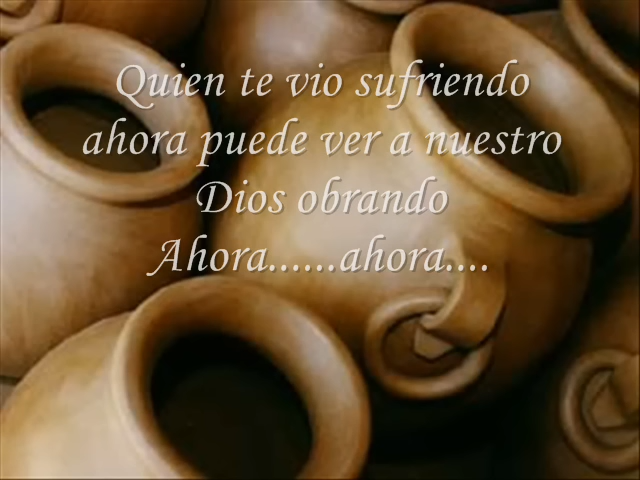 Quien te vio sufriendo
ahora puede ver a nuestro
Dios obrando
Ahora......ahora....